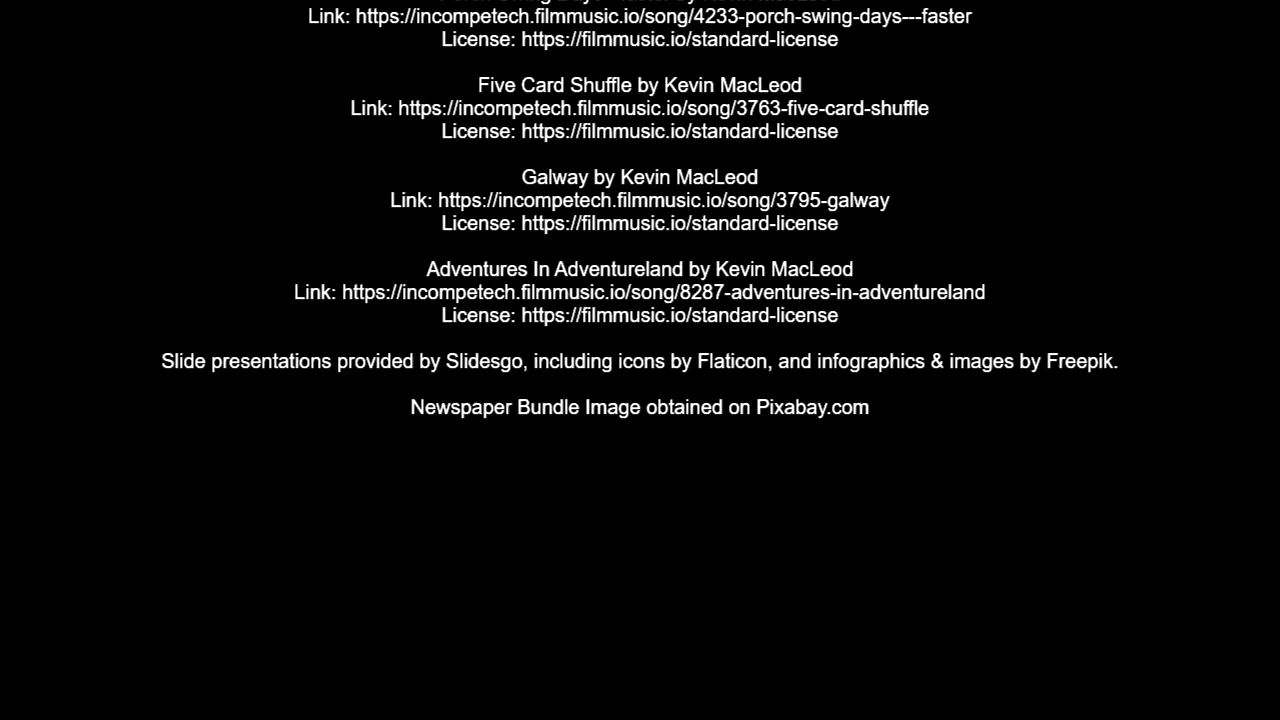 Link: https://incompetech.filmmusic.io/song/4233-porch-swing-days---faster
License: https://filmmusic.io/standard-license
Five Card Shuffle by Kevin MacLeod
Link: https://incompetech.filmmusic.io/song/3763-five-card-shuffle
License: https://filmmusic.io/standard-license
Galway by Kevin MacLeod
Link: https://incompetech.filmmusic.io/song/3795-galway
License: https://filmmusic.io/standard-license
Adventures In Adventureland by Kevin MacLeod
Link: https://incompetech.filmmusic.io/song/8287-adventures-in-adventureland
License: https://filmmusic.io/standard-license
Slide presentations provided by Slidesgo, including icons by Flaticon, and infographics & images by Freepik.
Newspaper Bundle Image obtained on Pixabay.com